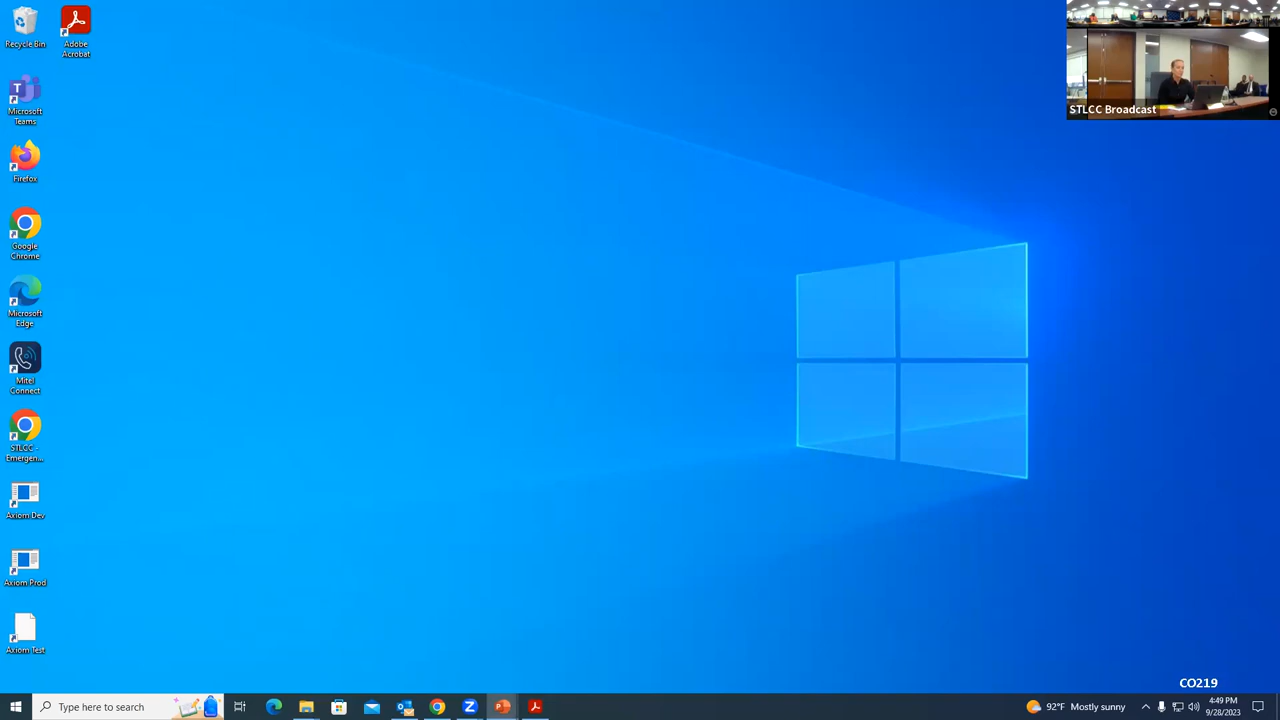 Recycle Bin
Adobe
Acrobat
Microsoft
Teams
Firefox
Google
Chrome
Microsoft
Edge
Mitel
Connect
STLCC -
Emergen...
Axiom Dev
Axiom Prod
Axiom Test
STLCC Broadcast
CO219
Type here to search
92°F Mostly sunny
4:49 PM
9/28/2023